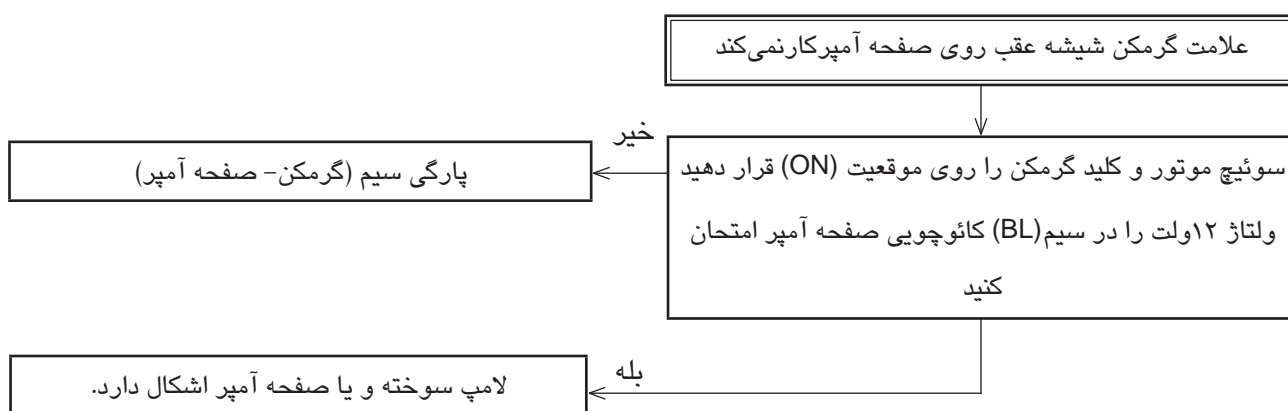 علامت گرمکن شیشه عقب روی صفحه آمپرکارنمی‌کند
خیر
سوئیچ موتور و کلید گرمکن را روی موقعیت (ON) قرار دهید
ولتاژ ۱۲ولت را در سیم(BL) کائوچویی صفحه آمپر امتحان
کنید
پارگی سیم (گرمکن- صفحه آمپر)
بله
لامپ سوخته و یا صفحه آمپر اشکال دارد.